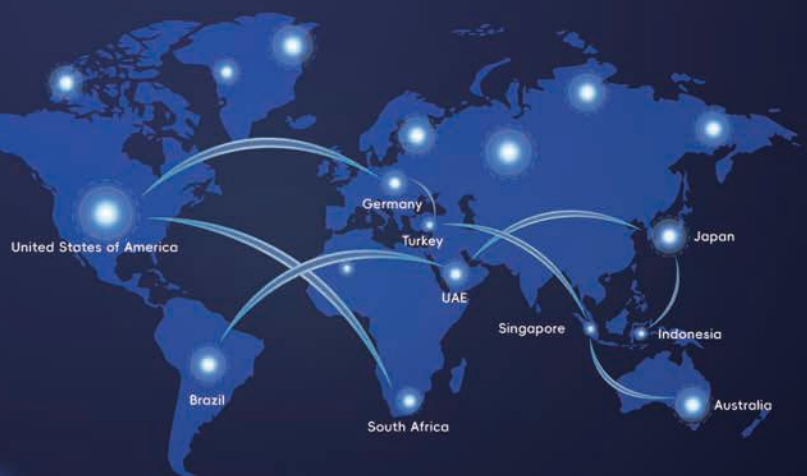 Germany
United States of America
Turkey
Japan
UAE
Singapore
Indonesia
Brazil
Australia
South Africa